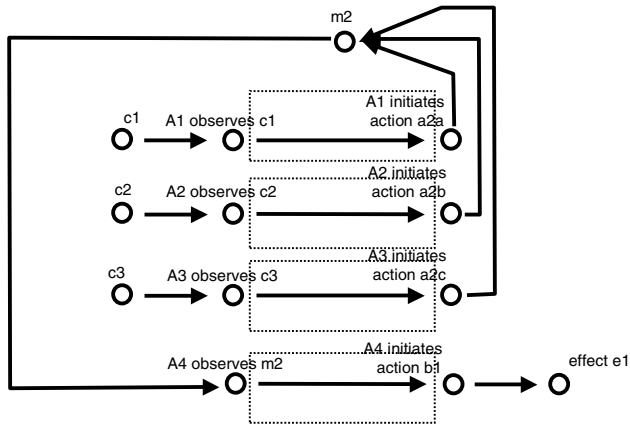 m2
A1 initiates
c1
A1 observes c1
action a2a
A2 initiates
c2
A2 observes c2
action a2b
A3 initiates
c3
A3 observes c3
action a2c
A4 initiates
A4 observes m2
action b1
effect e1